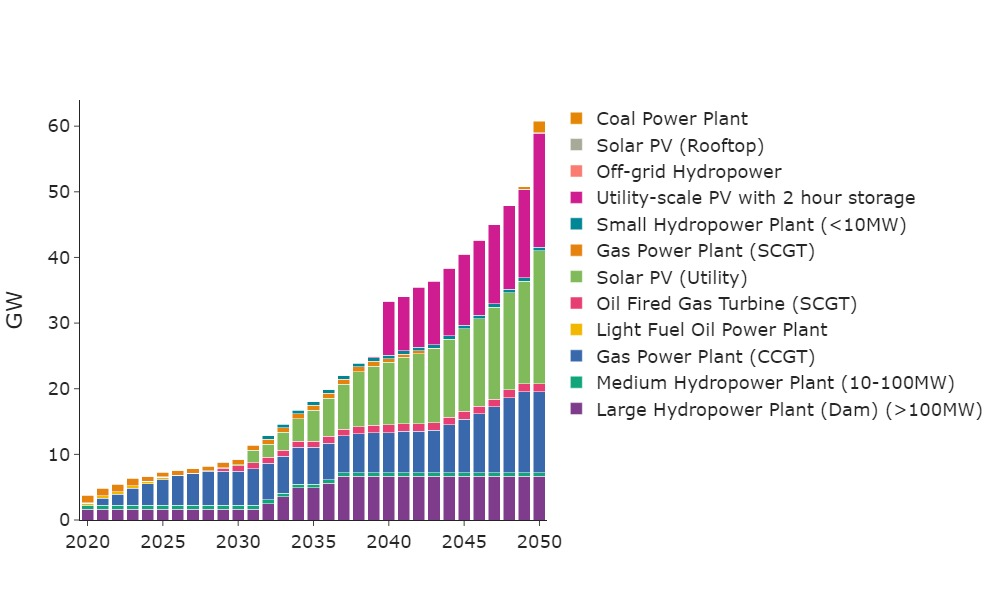 60
50
40
30
20
10
0
GW
2020 2025 2030 2035 2040 2045 2050
Coal Power Plant
Solar PV (Rooftop)
Off-grid Hydropower
Utility-scale PV with 2 hour storage
Small Hydropower Plant (<10MW)
Gas Power Plant (SCGT)
Solar PV (Utility)
Oil Fired Gas Turbine (SCGT)
Light Fuel Oil Power Plant
Gas Power Plant (CCGT)
Medium Hydropower Plant (10-100MW)
Large Hydropower Plant (Dam) (>100MW)